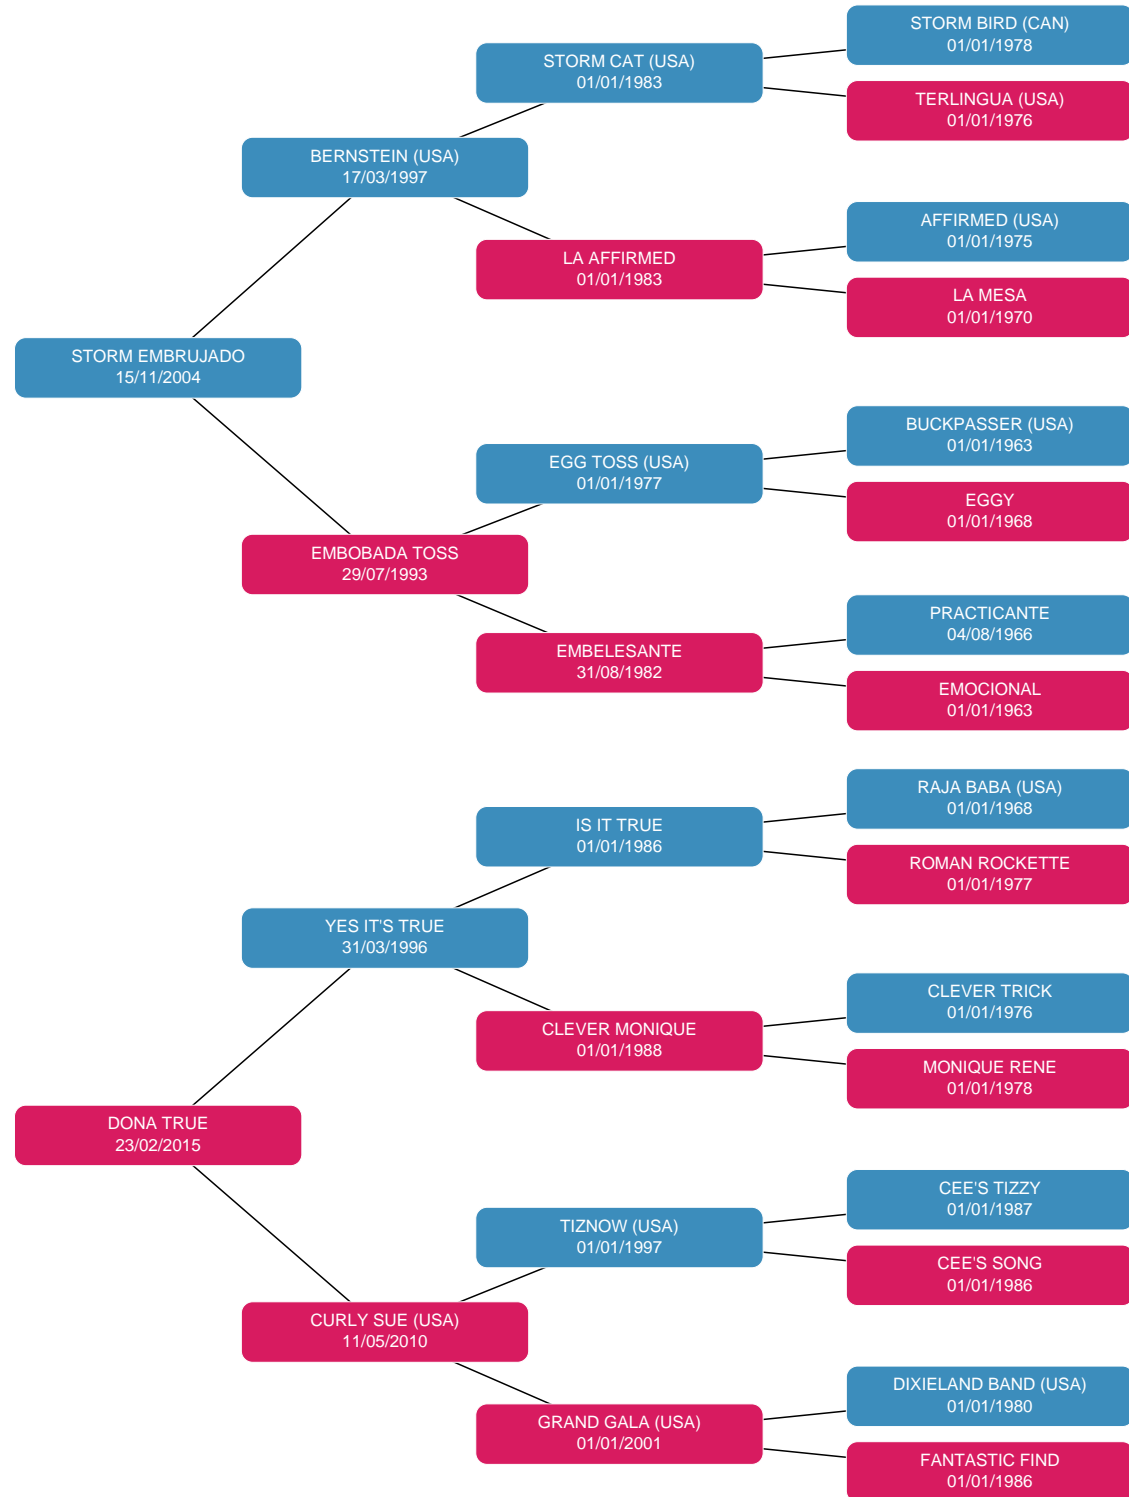 STORM BIRD (CAN)
01/01/1978
STORM CAT (USA)
01/01/1983
TERLINGUA (USA)
01/01/1976
BERNSTEIN (USA)
17/03/1997
AFFIRMED (USA)
01/01/1975
LA AFFIRMED
01/01/1983
LA MESA
01/01/1970
STORM EMBRUJADO
15/11/2004
BUCKPASSER (USA)
01/01/1963
EGG TOSS (USA)
01/01/1977
EGGY
01/01/1968
EMBOBADA TOSS
29/07/1993
PRACTICANTE
04/08/1966
EMBELESANTE
31/08/1982
EMOCIONAL
01/01/1963
RAJA BABA (USA)
01/01/1968
IS IT TRUE
01/01/1986
ROMAN ROCKETTE
01/01/1977
YES IT'S TRUE
31/03/1996
CLEVER TRICK
01/01/1976
CLEVER MONIQUE
01/01/1988
MONIQUE RENE
01/01/1978
DONA TRUE
23/02/2015
CEE'S TIZZY
01/01/1987
TIZNOW (USA)
01/01/1997
CEE'S SONG
01/01/1986
CURLY SUE (USA)
11/05/2010
DIXIELAND BAND (USA)
01/01/1980
GRAND GALA (USA)
01/01/2001
FANTASTIC FIND
01/01/1986